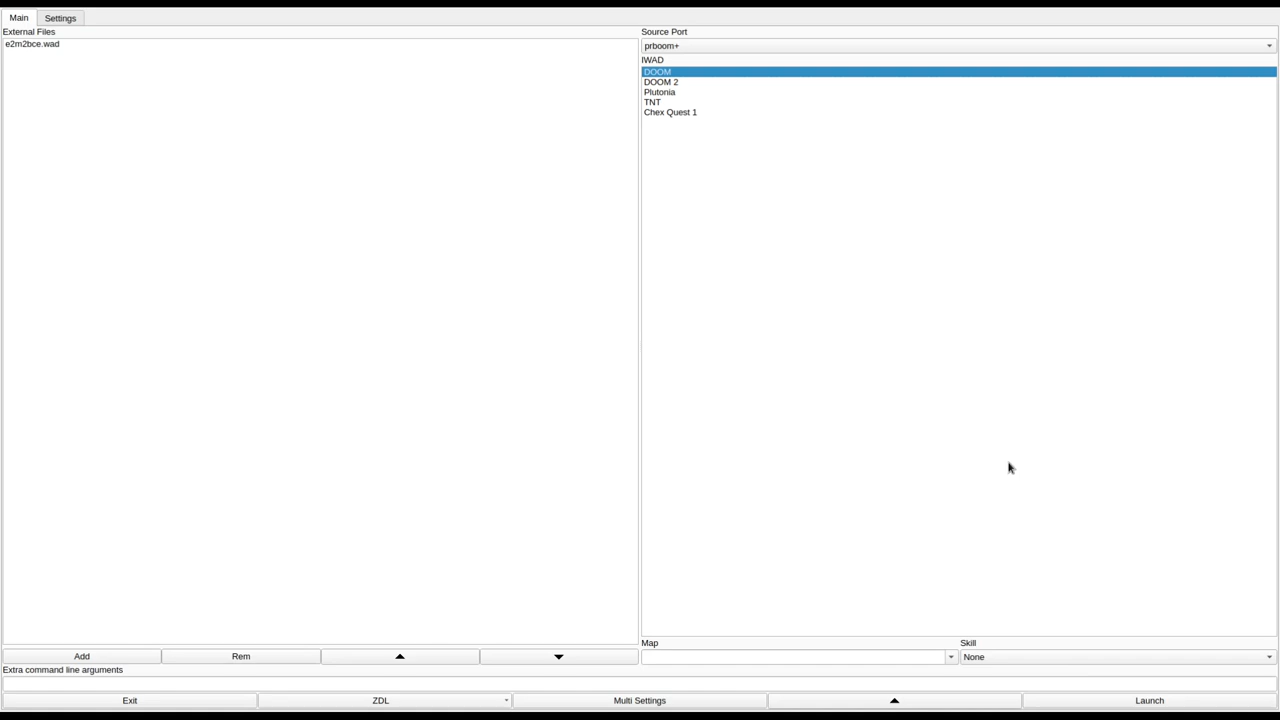 Main Settings
External Files
e2m2bce.wad
Source Port
prboom+
IWAD
DOOM
DOOM 2
Plutonia
TNT
Chex Quest 1
Map Skill
None
Add Rem
Extra command line arguments
Exit ZDL Multi Settings Launch